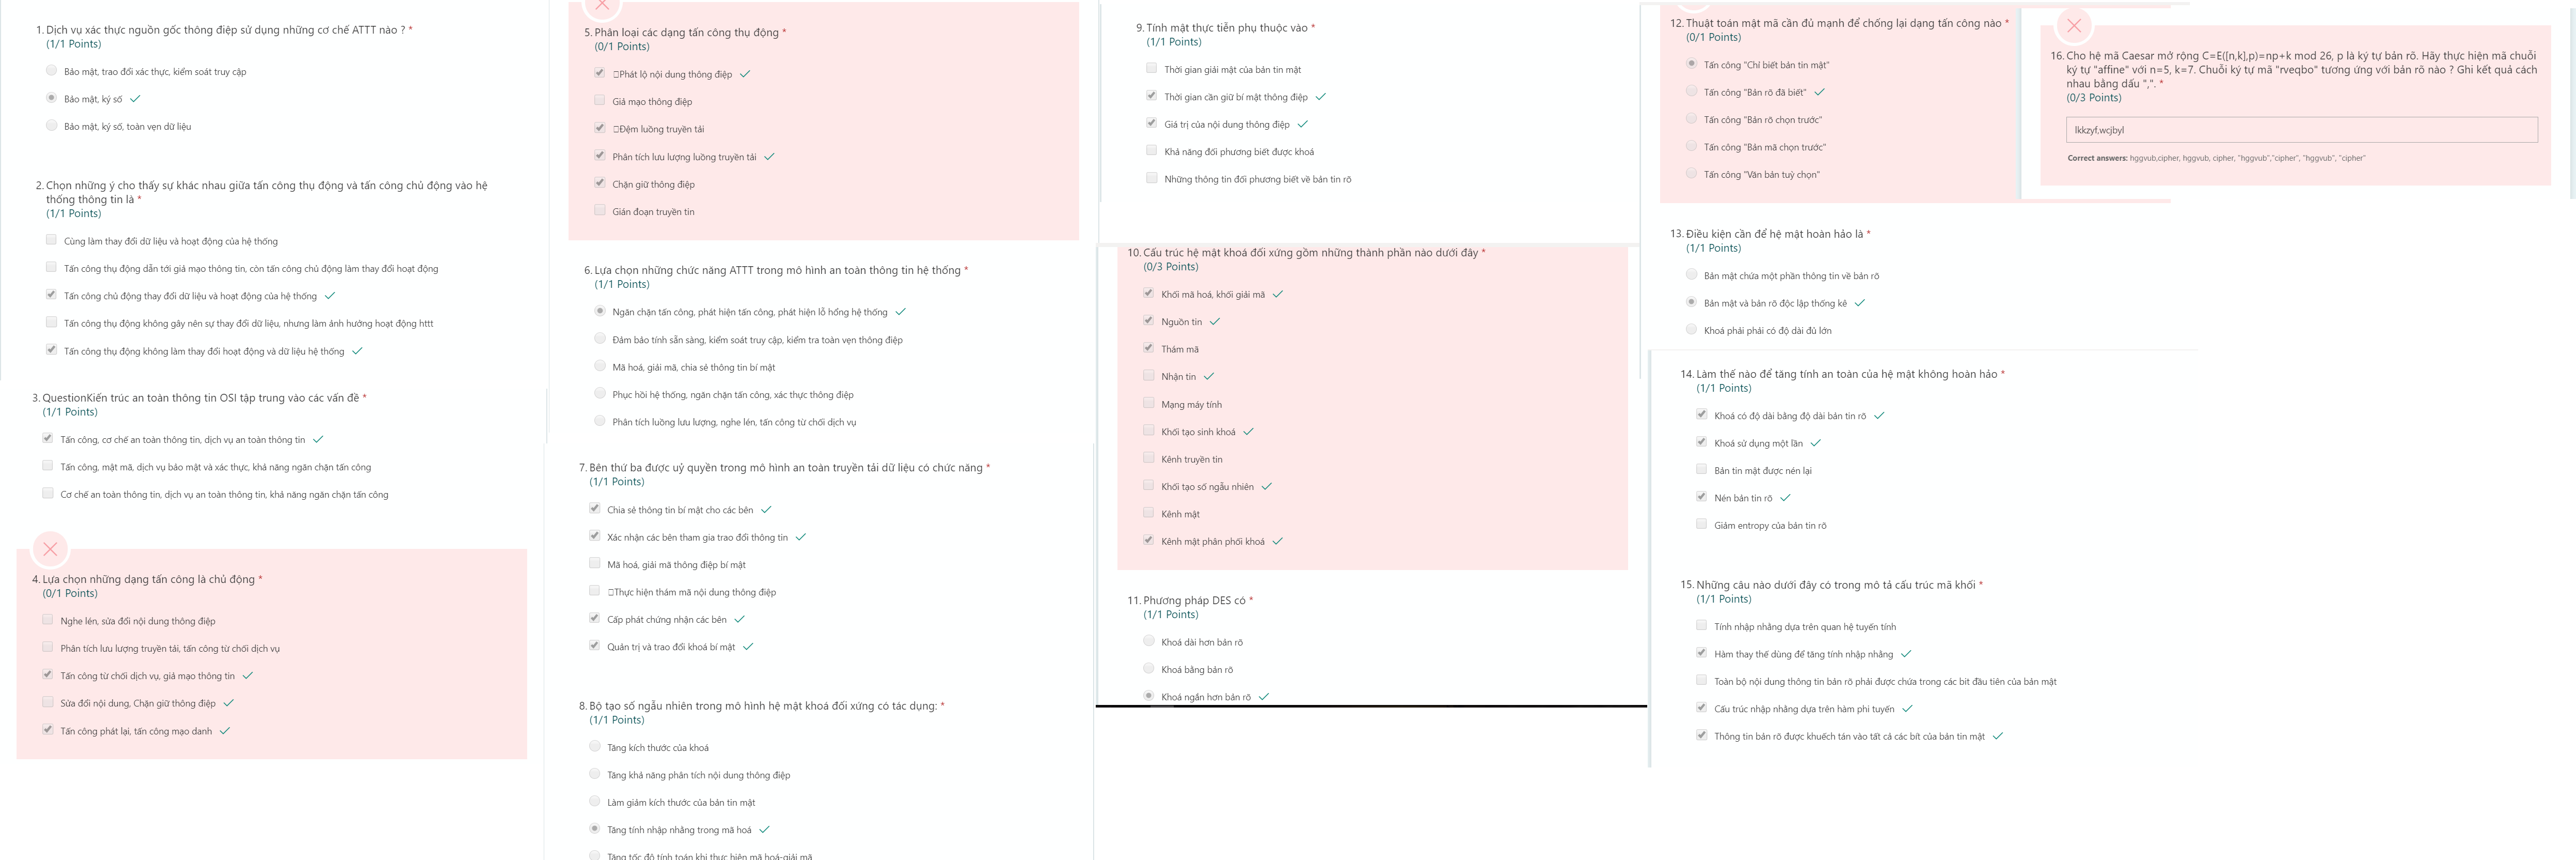 1. Dịch vụ xác thực nguồn gốc thông điệp sử dụng những cơ chế ATTT nào ? *
(1/1 Points)
Bảo mật, trao đổi xác thực, kiểm soát truy cập
Bảo mật, ký số
Bảo mật, ký số, toàn vẹn dữ liệu
2. Chọn những ý cho thấy sự khác nhau giữa tấn công thụ động và tấn công chủ động vào hệ
thống thông tin là *
(1/1 Points)
Cùng làm thay đổi dữ liệu và hoạt động của hệ thống
Tấn công thụ động dẫn tới giả mạo thông tin, còn tấn công chủ động làm thay đổi hoạt động
Tấn công chủ động thay đổi dữ liệu và hoạt động của hệ thống
Tấn công thụ động không gây nên sự thay đổi dữ liệu, nhưng làm ảnh hưởng hoạt động httt
Tấn công thụ động không làm thay đổi hoạt động và dữ liệu hệ thống
3. QuestionKiến trúc an toàn thông tin OSI tập trung vào các vấn đề *
(1/1 Points)
Tấn công, cơ chế an toàn thông tin, dịch vụ an toàn thông tin
Tấn công, mật mã, dịch vụ bảo mật và xác thực, khả năng ngăn chặn tấn công
Cơ chế an toàn thông tin, dịch vụ an toàn thông tin, khả năng ngăn chặn tấn công
4. Lựa chọn những dạng tấn công là chủ động *
(0/1 Points)
Nghe lén, sửa đổi nội dung thông điệp
Phân tích lưu lượng truyền tải, tấn công từ chối dịch vụ
Tấn công từ chối dịch vụ, giả mạo thông tin
Sửa đổi nội dung, Chặn giữ thông điệp
Tấn công phát lại, tấn công mạo danh
5. Phân loại các dạng tấn công thụ động *
(0/1 Points)
Phát lộ nội dung thông điệp
Giả mạo thông điệp
Đệm luồng truyền tải
Phân tích lưu lượng luồng truyền tải
Chặn giữ thông điệp
Gián đoạn truyền tin
6. Lựa chọn những chức năng ATTT trong mô hình an toàn thông tin hệ thống *
(1/1 Points)
Ngăn chặn tấn công, phát hiện tấn công, phát hiện lỗ hổng hệ thống
Đảm bảo tính sẵn sàng, kiểm soát truy cập, kiểm tra toàn vẹn thông điệp
Mã hoá, giải mã, chia sẻ thông tin bí mật
Phục hồi hệ thống, ngăn chặn tấn công, xác thực thông điệp
Phân tích luồng lưu lượng, nghe lén, tấn công từ chối dịch vụ
7. Bên thứ ba được uỷ quyền trong mô hình an toàn truyền tải dữ liệu có chức năng *
(1/1 Points)
Chia sẻ thông tin bí mật cho các bên
Xác nhận các bên tham gia trao đổi thông tin
Mã hoá, giải mã thông điệp bí mật
Thực hiện thám mã nội dung thông điệp
Cấp phát chứng nhận các bên
Quản trị và trao đổi khoá bí mật
8. Bộ tạo số ngẫu nhiên trong mô hình hệ mật khoá đối xứng có tác dụng: *
(1/1 Points)
Tăng kích thước của khoá
Tăng khả năng phân tích nội dung thông điệp
Làm giảm kích thước của bản tin mật
Tăng tính nhập nhằng trong mã hoá
Tăng tốc độ tính toán khi thực hiện mã hoá-giải mã
9. Tính mật thực tiễn phụ thuộc vào *
(1/1 Points)
Thời gian giải mật của bản tin mật
Thời gian cần giữ bí mật thông điệp
Giá trị của nội dung thông điệp
Khả năng đối phương biết được khoá
Những thông tin đối phương biết về bản tin rõ
10. Cấu trúc hệ mật khoá đối xứng gồm những thành phần nào dưới đây *
(0/3 Points)
Khối mã hoá, khối giải mã
Nguồn tin
Thám mã
Nhận tin
Mạng máy tính
Khối tạo sinh khoá
Kênh truyền tin
Khối tạo số ngẫu nhiên
Kênh mật
Kênh mật phân phối khoá
11. Phương pháp DES có *
(1/1 Points)
Khoá dài hơn bản rõ
Khoá bằng bản rõ
Khoá ngắn hơn bản rõ
12. Thuật toán mật mã cần đủ mạnh để chống lại dạng tấn công nào *
(0/1 Points)
Tấn công "Chỉ biết bản tin mật"
Tấn công "Bản rõ đã biết"
Tấn công "Bản rõ chọn trước"
Tấn công "Bản mã chọn trước"
Tấn công "Văn bản tuỳ chọn"
13. Điều kiện cần để hệ mật hoàn hảo là *
(1/1 Points)
Bản mật chứa một phần thông tin về bản rõ
Bản mật và bản rõ độc lập thống kê
Khoá phải phải có độ dài đủ lớn
14. Làm thế nào để tăng tính an toàn của hệ mật không hoàn hảo *
(1/1 Points)
Khoá có độ dài bằng độ dài bản tin rõ
Khoá sử dụng một lần
Bản tin mật được nén lại
Nén bản tin rõ
Giảm entropy của bản tin rõ
15. Những câu nào dưới đây có trong mô tả cấu trúc mã khối *
(1/1 Points)
Tính nhập nhằng dựa trên quan hệ tuyến tính
Hàm thay thế dùng để tăng tính nhập nhằng
Toàn bộ nội dung thông tin bản rõ phải được chứa trong các bit đầu tiên của bản mật
Cấu trúc nhập nhằng dựa trên hàm phi tuyến
Thông tin bản rõ được khuếch tán vào tất cả các bít của bản tin mật
16. Cho hệ mã Caesar mở rộng C=E([n,k],p)=np+k mod 26, p là ký tự bản rõ. Hãy thực hiện mã chuỗi
ký tự "affine" với n=5, k=7. Chuỗi ký tự mã "rveqbo" tương ứng với bản rõ nào ? Ghi kết quả cách
nhau bằng dấu ",". *
(0/3 Points)
lkkzyf,wcjbyl
Correct answers: hggvub,cipher, hggvub, cipher, "hggvub","cipher", "hggvub", "cipher"